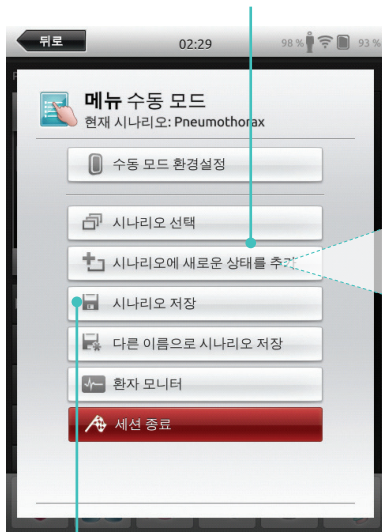 뒤로
02:29
98 %
93 %
메뉴 수동 모드
현재 시나리오: Pneumothorax
수동 모드 환경설정
시나리오 선택
시나리오에 새로운 상태를 추가
시나리오 저장
다른 이름으로 시나리오 저장
환자 모니터
세션 종료